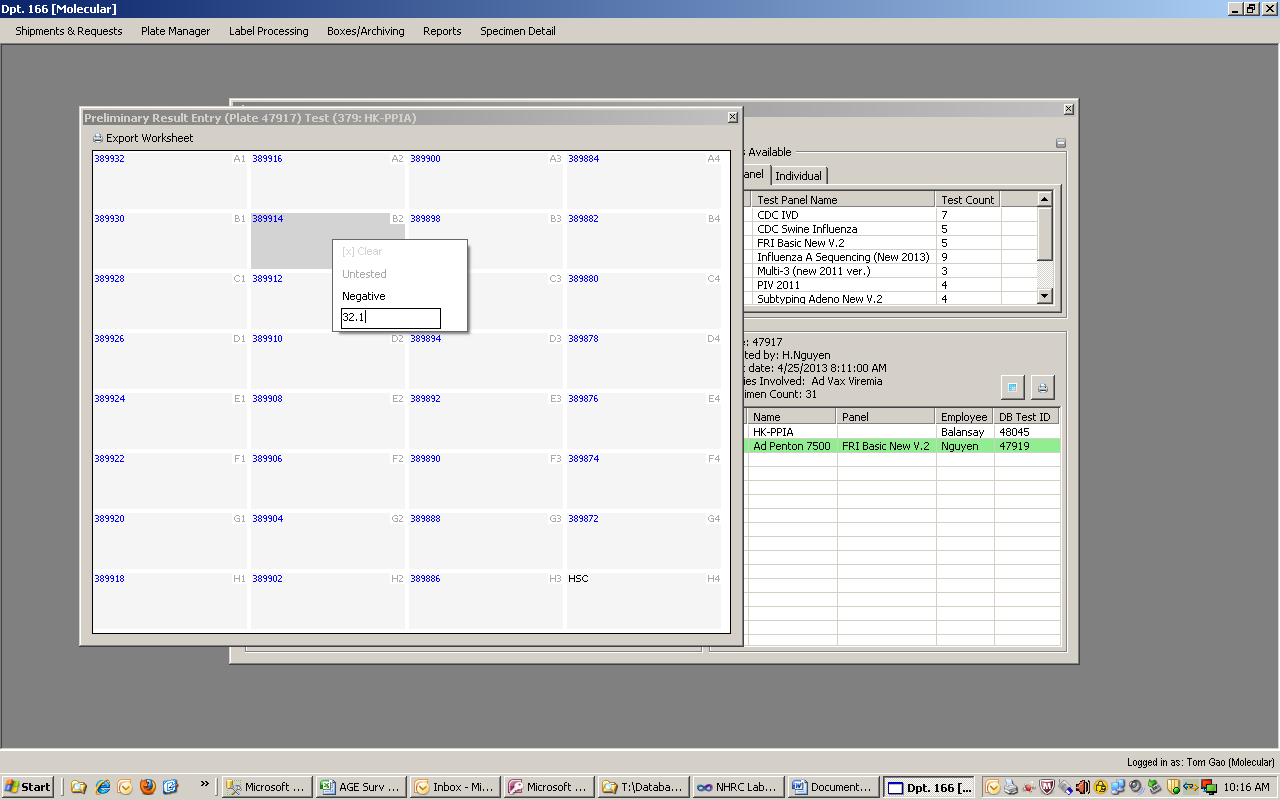 Dpt. 166 [Molecular]
Shipments & Requests Plate Manager Label Processing Boxes/Archiving Reports Specimen Detail
Preliminary Result Entry (Plate 47917) Test (379: HK-PPIA)
Export Worksheet
389932 A1 389916 A2 389900 A3 389884 A4
389930 B1 389914 B2 389898 B3 389882 B4
[x] Clear
Untested
Negative
32.1
389928 C1 389912 C3 389880 C4
389926 D1 389910 D2 389894 D3 389878 D4
389924 E1 389908 E2 389892 E3 389876 E4
389922 F1 389906 F2 389890 F3 389874 F4
389920 G1 389904 G2 389888 G3 389872 G4
389918 H1 389902 H2 389886 H3 HSC H4
s Available
anel Individual
Test Panel Name Test Count
CDC IVD 7
CDC Swine Influenza 5
FRI Basic New V.2 5
Influenza A Sequencing (New 2013) 9
Multi-3 (new 2011 ver.) 3
PIV 2011 4
Subtyping Adeno New V.2 4
: 47917
ted by: H.Nguyen
t date: 4/25/2013 8:11:00 AM
ies Involved: Ad Vax Viremia
imen Count: 31
Name Panel Employee DB Test ID
HK-PPIA Balansay 48045
Ad Penton 7500 FRI Basic New V.2 Nguyen 47919
Logged in as: Tom Gao (Molecular)
Start » Microsoft ... AGE Surv ... Inbox - Mi... Microsoft ... T:\Databa... NHRC Lab... Document... Dpt. 166 [... 10:16 AM